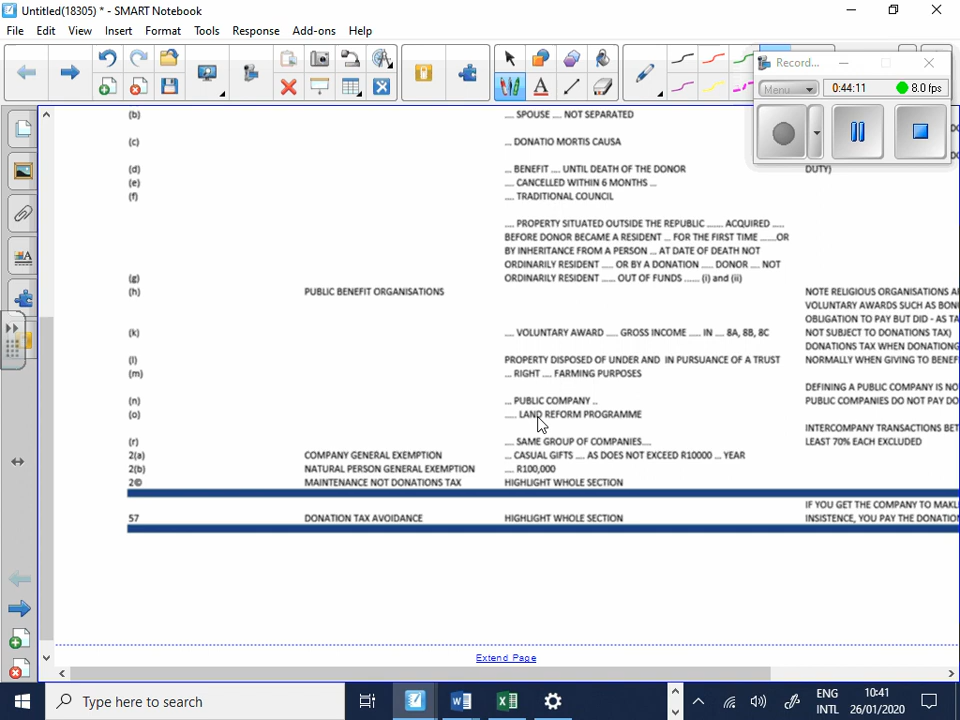 Untitled(18305) * - SMART Notebook
File Edit View Insert Format Tools Response Add-ons Help
Record...
Menu 0:44:11 8.0 fps
(b) .... SPOUSE .... NOT SEPARATED
(c) ... DONATIO MORTIS CAUSA
(d) ... BENEFIT .... UNTIL DEATH OF THE DONOR DUTY)
(e) .... CANCELLED WITHIN 6 MONTHS ...
(f) .... TRADITIONAL COUNCIL
.... PROPERTY SITUATED OUTSIDE THE REPUBLIC ....... ACQUIRED .....
BEFORE DONOR BECAME A RESIDENT ... FOR THE FIRST TIME .......OR
BY INHERITANCE FROM A PERSON ... AT DATE OF DEATH NOT
ORDINARILY RESIDENT ..... OR BY A DONATION ..... DONOR .... NOT
(g) ORDINARILY RESIDENT ...... OUT OF FUNDS ...... (i) and (ii)
(h) PUBLIC BENEFIT ORGANISATIONS NOTE RELIGIOUS ORGANISATIONS
VOLUNTARY AWARDS SUCH AS
OBLIGATION TO PAY BUT DID - AS
(k) .... VOLUNTARY AWARD ..... GROSS INCOME ..... IN .... 8A, 8B, 8C NOT SUBJECT TO DONATIONS TAX)
DONATIONS TAX WHEN
(l) PROPERTY DISPOSED OF UNDER AND IN PURSUANCE OF A TRUST NORMALLY WHEN GIVING TO
(m) ... RIGHT .... FARMING PURPOSES
DEFINING A PUBLIC COMPANY IS
(n) ... PUBLIC COMPANY .. PUBLIC COMPANIES DO NOT PAY
(o) ..... LAND REFORM PROGRAMME
INTERCOMPANY TRANSACTIONS
(r) .... SAME GROUP OF COMPANIES.... LEAST 70% EACH EXCLUDED
2(a) COMPANY GENERAL EXEMPTION ... CASUAL GIFTS .... AS DOES NOT EXCEED R10000 ... YEAR
2(b) NATURAL PERSON GENERAL EXEMPTION .... R100,000
2© MAINTENANCE NOT DONATIONS TAX HIGHLIGHT WHOLE SECTION
IF YOU GET THE COMPANY TO
57 DONATION TAX AVOIDANCE HIGHLIGHT WHOLE SECTION INSISTENCE, YOU PAY THE
Extend Page
Type here to search
ENG
INTL
10:41
26/01/2020